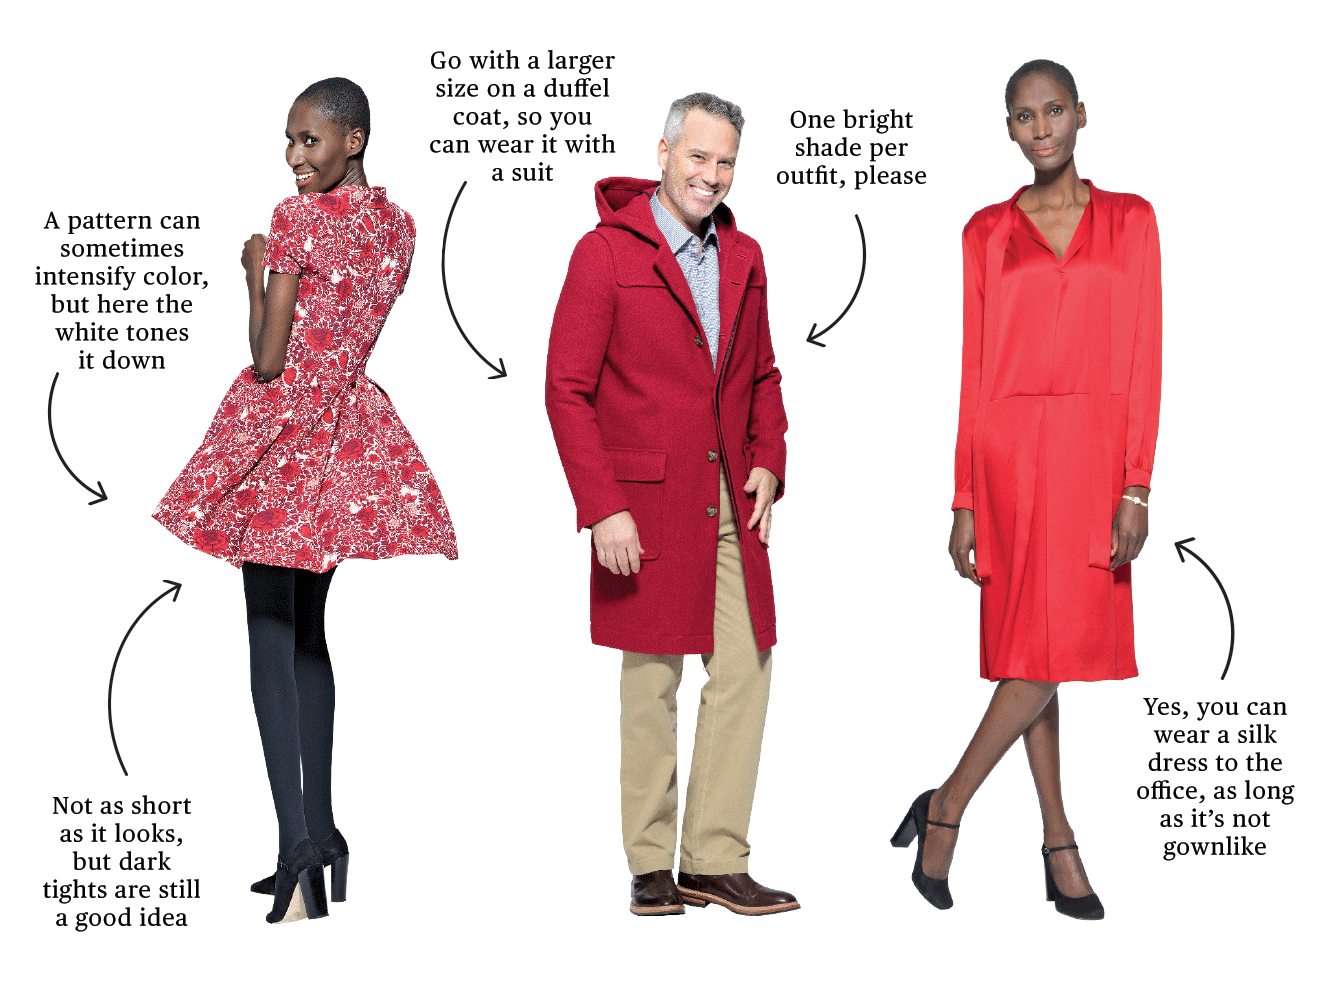 A pattern can
sometimes
intensify color,
but here the
white tones
it down
Not as short
as it looks,
but dark
tights are still
a good idea
Go with a larger
size on a duffel
coat, so you
can wear it with
a suit
One bright
shade per
outfit, please
Yes, you can
wear a silk
dress to the
office, as long
as it’s not
gownlike